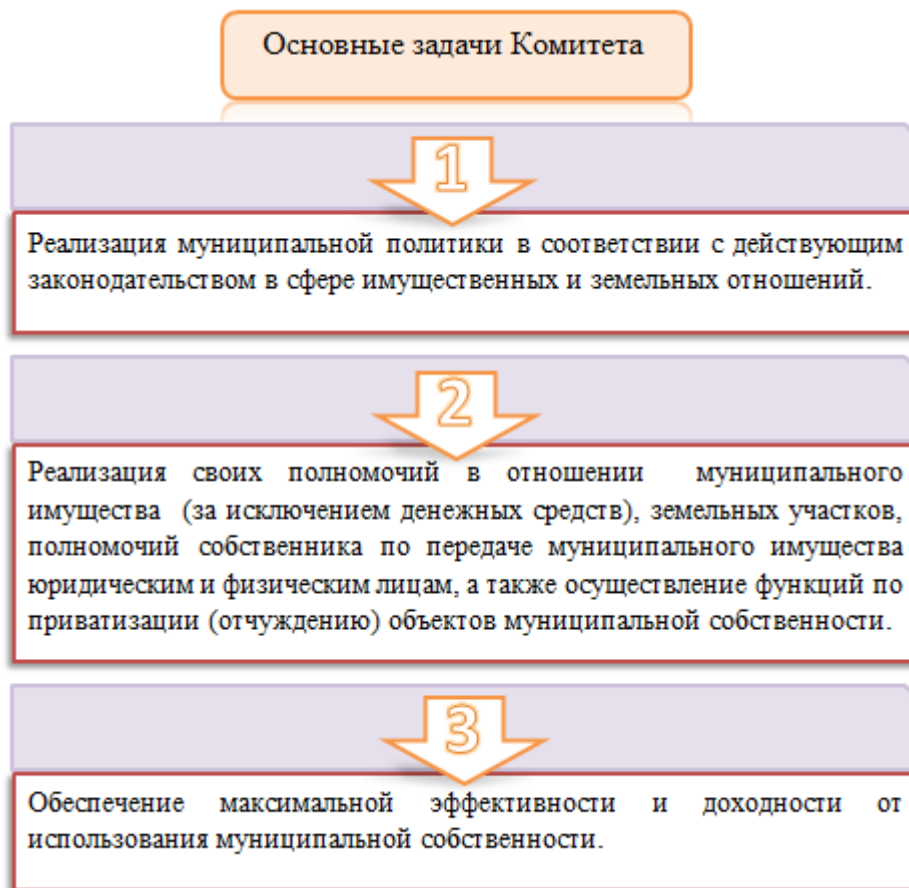 Основные задачи Комитета
1
Реализация муниципальной политики в соответствии с действующим
законодательством в сфере имущественных и земельных отношений.
2
Реализация своих полномочий в отношении муниципального
имущества (за исключением денежных средств), земельных участков,
полномочий собственника по передаче муниципального имущества
юридическим и физическим лицам, а также осуществление функций по
приватизации (отчуждению) объектов муниципальной собственности.
3
Обеспечение максимальной эффективности и доходности от
использования муниципальной собственности.